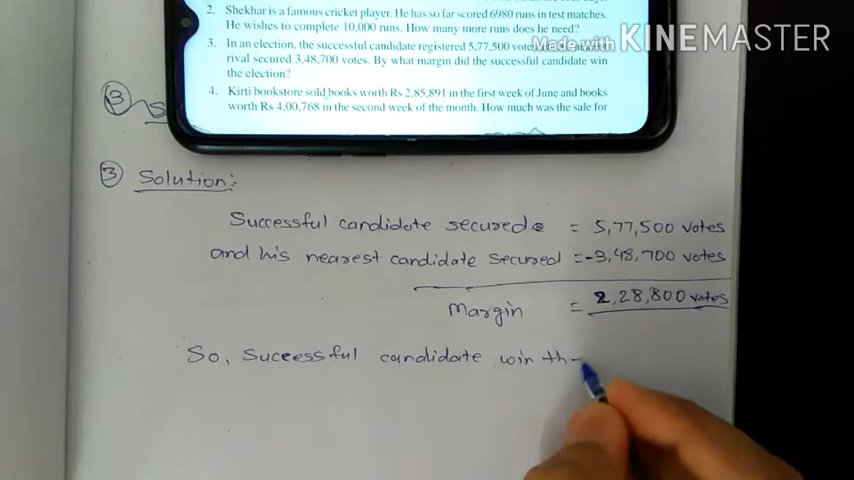 2. Shekhar is a famous cricket player. He has so far scored 6980 runs in test matches.
He wishes to complete 10,000 runs. How many more runs does he need?
3. In an election, the successful candidate registered 5,77,500 votes
Made with KINEMASTER
rival secured 3,48,700 votes. By what margin did the successful candidate win
the election?
4. Kirti bookstore sold books worth Rs 2,85,891 in the first week of June and books
worth Rs 4,00,768 in the second week of the month. How much was the sale for
3
3 Solution:
Successful candidate secured = 5,77,500 votes
and his nearest candidate secured = -3,48,700 votes
Margin = 2,28,800 votes
So, Successful candidate win th